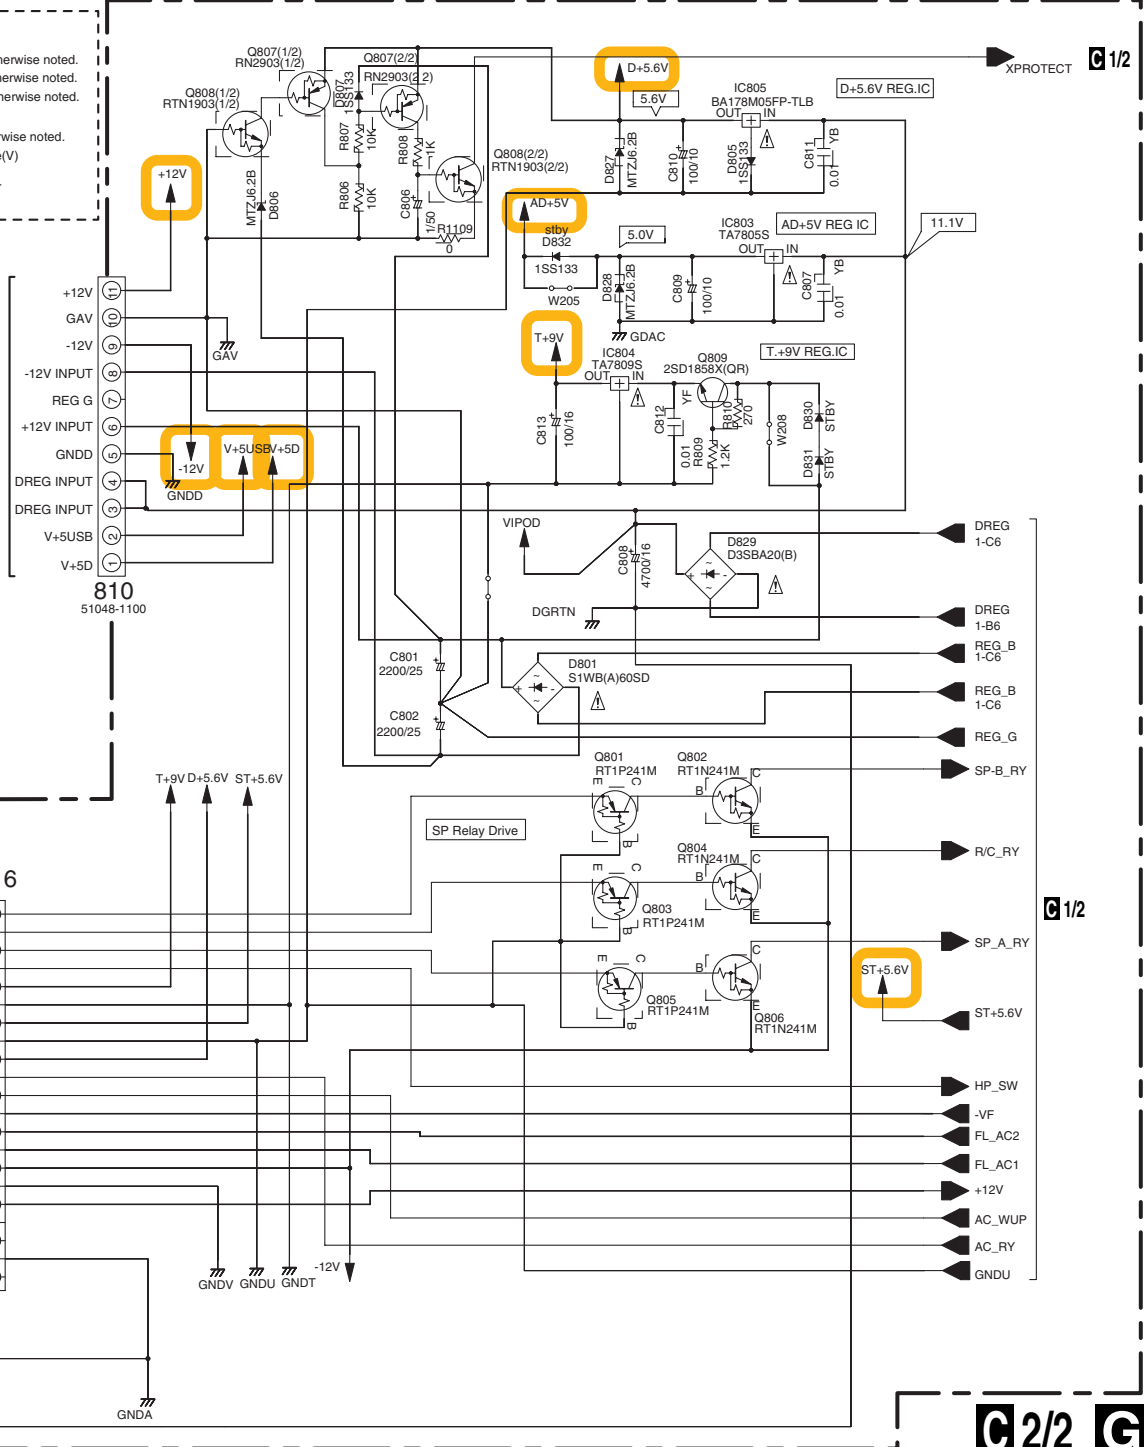 herwise noted.
herwise noted.
herwise noted.
rwise noted.
e(V)
Q807(1/2)
RN2903(1/2)
Q807(2/2)
RN2903(2 2)
Q808(1/2)
RTN1903(1/2)
D807
1SS133
R807
10K
R808
1K
Q808(2/2)
RTN1903(2/2)
MTZJ6.2B
D806
R806
10K
C806
1/50
R1109
0
+12V
D+5.6V
5.6V
IC805
BA178M05FP-TLB
OUT
IN
D+5.6V REG.IC
XPROTECT
C 1/2
D827
MTZJ6.2B
C810
100/10
D805
1SS133
C811
0.01
YB
AD+5V
stby
D832
1SS133
W205
5.0V
IC803
TA7805S
OUT
IN
AD+5V REG IC
11.1V
D828
MTZJ6.2B
C809
100/10
C807
0.01
YB
GDAC
T+9V
IC804
TA7809S
OUT
IN
Q809
2SD1858X(QR)
T.+9V REG.IC
C813
100/16
C812
0.01
YF
R810
270
R809
1.2K
W208
D830
STBY
D831
STBY
+12V
11
GAV
10
-12V
9
-12V INPUT
8
REG G
7
+12V INPUT
6
GNDD
5
DREG INPUT
4
DREG INPUT
3
V+5USB
2
V+5D
1
810
51048-1100
GAV
-12V
V+5USB
V+5D
GNDD
VIPOD
C808
4700/16
D829
D3SBA20(B)
DGRTN
DREG
1-C6
DREG
1-B6
REG_B
1-C6
REG_B
1-C6
REG_G
C801
2200/25
C802
2200/25
D801
S1WB(A)60SD
SP-B_RY
R/C_RY
SP_A_RY
ST+5.6V
ST+5.6V
HP_SW
-VF
FL_AC2
FL_AC1
+12V
AC_WUP
AC_RY
GNDU
C 1/2
T+9V
D+5.6V
ST+5.6V
SP Relay Drive
Q801
RT1P241M
E
C
B
Q802
RT1N241M
B
C
E
Q803
RT1P241M
E
C
B
Q804
RT1N241M
B
C
E
Q805
RT1P241M
E
C
B
Q806
RT1N241M
B
C
E
6
GNDV
GNDU
GNDT
-12V
GNDA
C 2/2
G